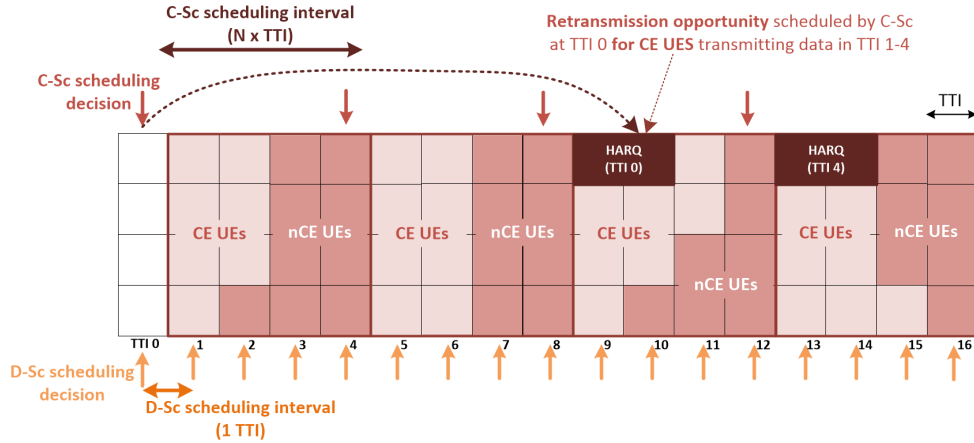 C-Sc scheduling interval
(N x TTI)
Retransmission opportunity scheduled by C-Sc
at TTI 0 for CE UES transmitting data in TTI 1-4
C-Sc scheduling
decision
TTI
HARQ
(TTI 0)
HARQ
(TTI 4)
CE UEs
nCE UEs
CE UEs
nCE UEs
CE UEs
nCE UEs
CE UEs
nCE UEs
TTI 0 1 2 3 4 5 6 7 8 9 10 11 12 13 14 15 16
D-Sc scheduling
decision
D-Sc scheduling interval
(1 TTI)